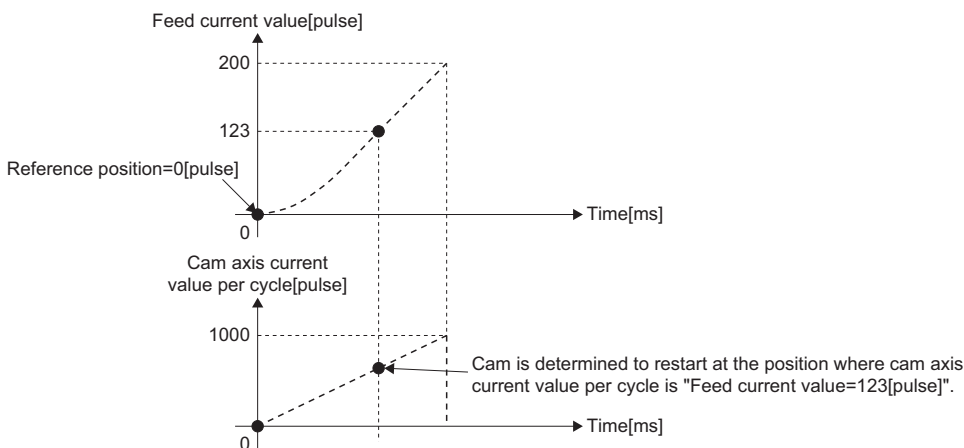 Feed current value[pulse]
200
123
Reference position=0[pulse]
Time[ms]
0
Cam axis current
value per cycle[pulse]
1000
Cam is determined to restart at the position where cam axis
current value per cycle is "Feed current value=123[pulse]".
Time[ms]
0